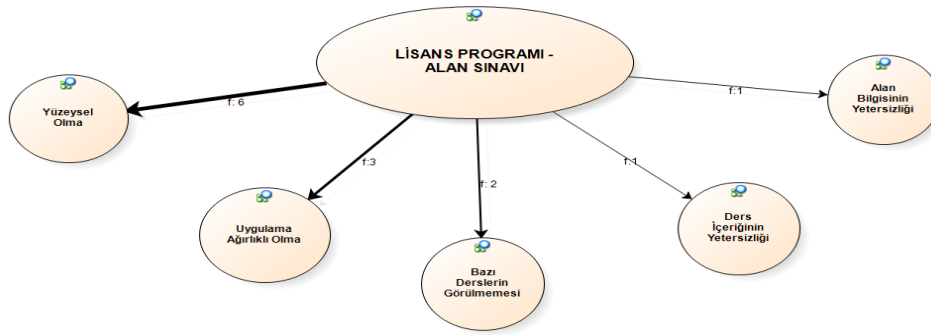 LİSANS PROGRAMI -
ALAN SINAVI
f: 6
f:3
f: 2
f:1
f:1
Yüzeysel
Olma
Uygulama
Ağırlıklı Olma
Bazı
Derslerin
Görülmemesi
Ders
İçeriğinin
Yetersizliği
Alan
Bilgisinin
Yetersizliği